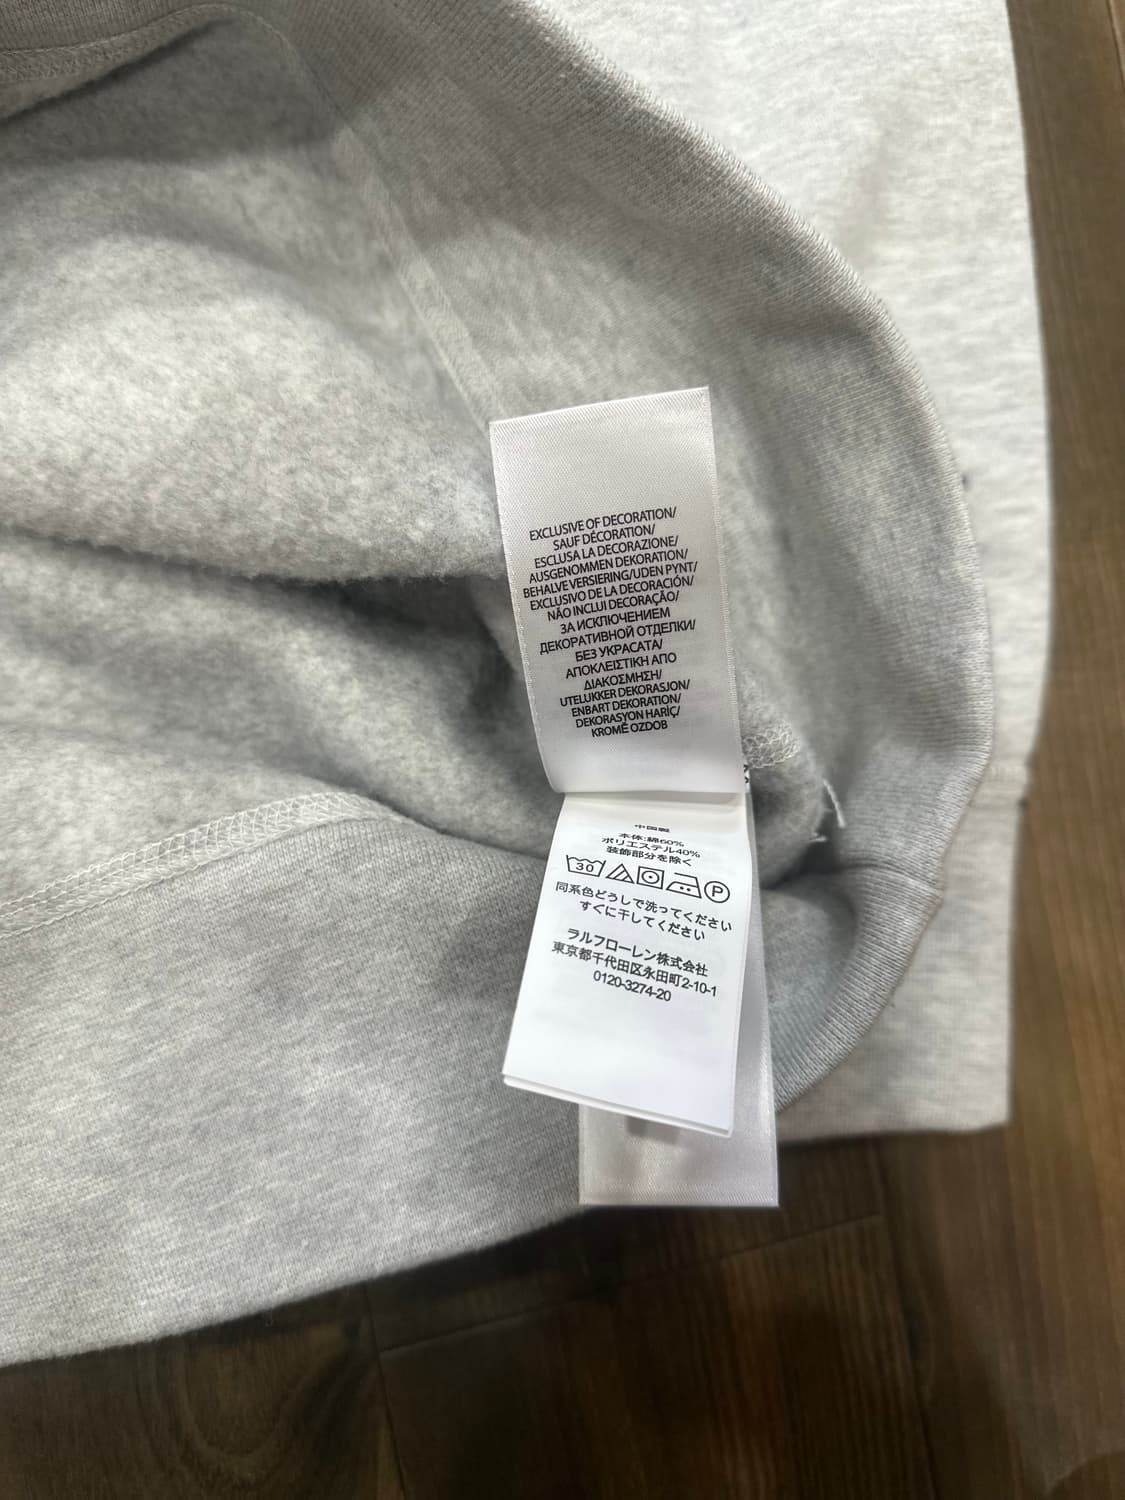 EXCLUSIVE OF DECORATION/
SAUF DÉCORATION/
ESCLUSA LA DECORAZIONE/
AUSGENOMMEN DEKORATION/
BEHALVE VERSIERING/UDEN PYNT/
EXCLUSIVO DE LA DECORACIÓN/
NÃO INCLUI DECORAÇÃO/
ЗА ИСКЛЮЧЕНИЕМ
ДЕКОРАТИВНОЙ ОТДЕЛКИ/
БЕЗ УКРАСАТА/
ΑΠΟΚΛΕΙΣΤΙΚΗ ΑΠΟ
ΔΙΑΚΟΣΜΗΣΗ/
UTELUKKER DEKORASJON/
ENBART DEKORATION/
DEKORASYON HARİÇ/
KROMĚ OZDOB
中国製
本体:綿60%
ポリエステル40%
装飾部分を除く
30 P
同系色どうしで洗ってください
すぐに干してください
ラルフローレン株式会社
東京都千代田区永田町2-10-1
0120-3274-20